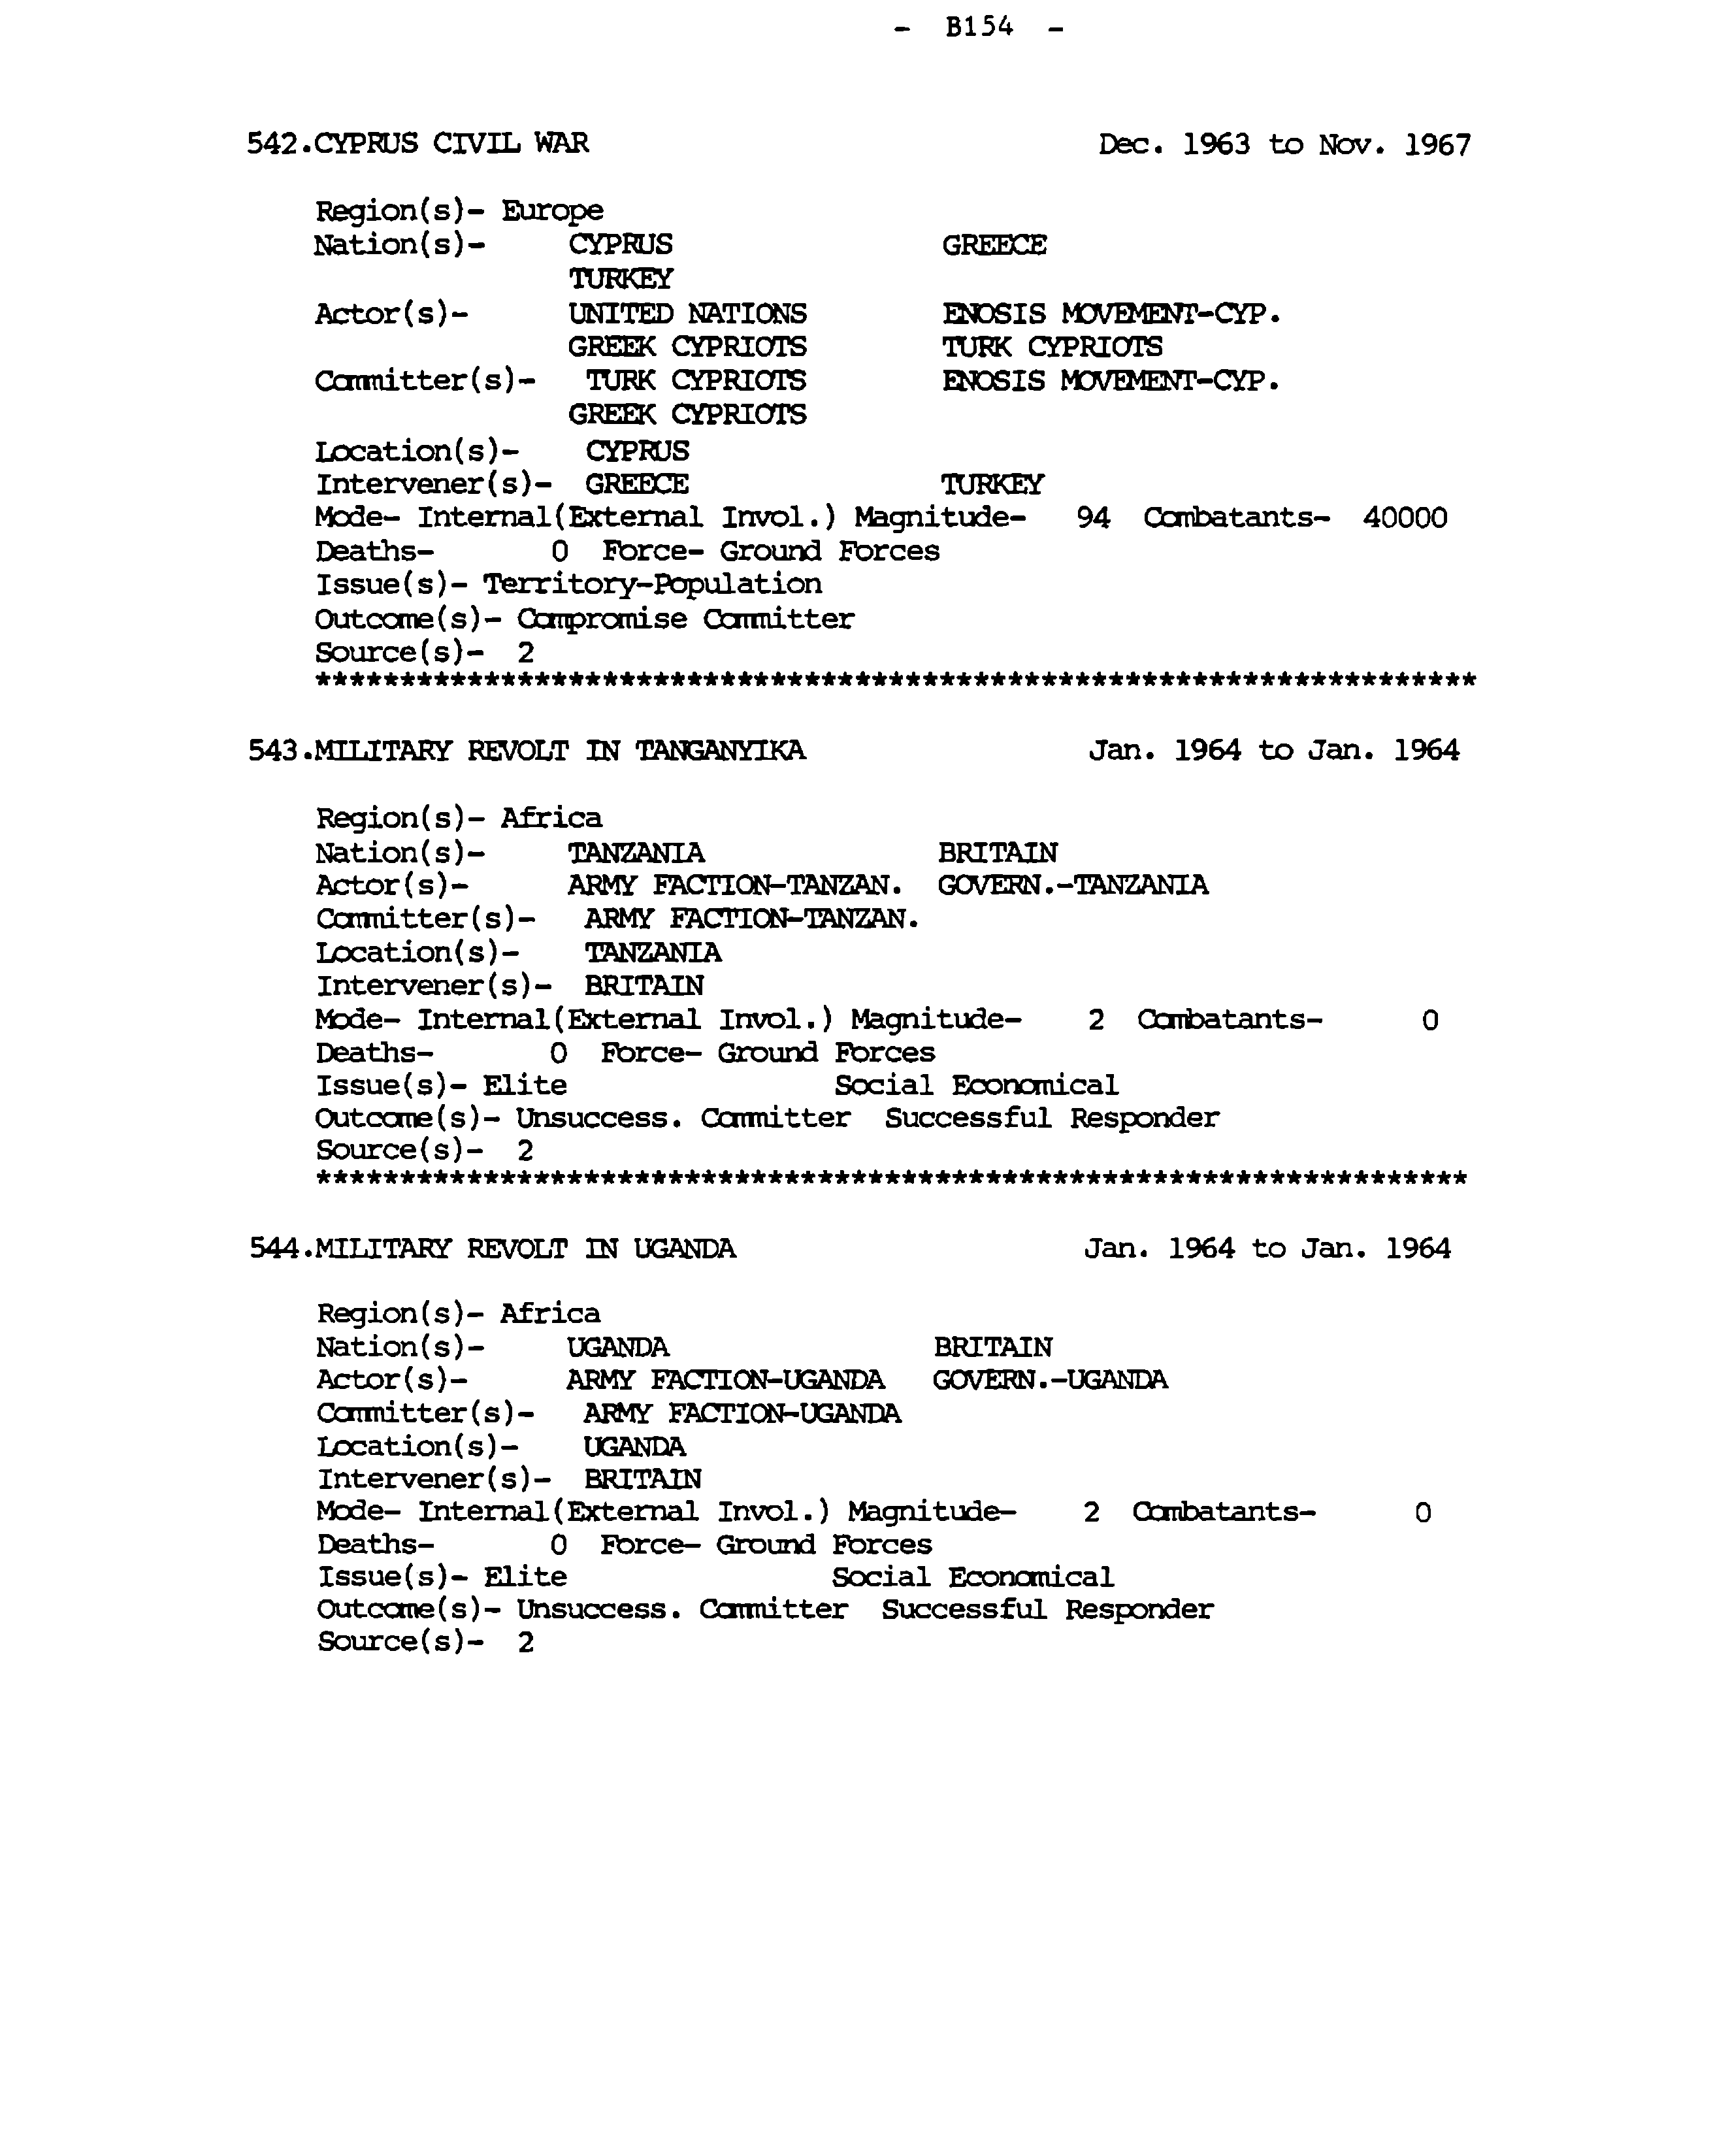 - B154 -
542.CYPRUS CIVIL WAR Dec. 1963 to Nov. 1967
Region(s)- Europe
Nation(s)- CYPRUS GREECE
TURKEY
Actor(s)- UNITED NATIONS ENOSIS MOVEMENT-CYP.
GREEK CYPRIOTS TURK CYPRIOTS
Committer(s)- TURK CYPRIOTS ENOSIS MOVEMENT-CYP.
GREEK CYPRIOTS
Location(s)- CYPRUS
Intervener(s)- GREECE TURKEY
Mode- Internal(External Invol.) Magnitude- 94 Combatants- 40000
Deaths- 0 Force- Ground Forces
Issue(s)- Territory-Population
Outcome(s)- Compromise Committer
Source(s)- 2
*********************************************************************
543.MILITARY REVOLT IN TANGANYIKA Jan. 1964 to Jan. 1964
Region(s)- Africa
Nation(s)- TANZANIA BRITAIN
Actor(s)- ARMY FACTION-TANZAN. GOVERN.-TANZANIA
Committer(s)- ARMY FACTION-TANZAN.
Location(s)- TANZANIA
Intervener(s)- BRITAIN
Mode- Internal(External Invol.) Magnitude- 2 Combatants- 0
Deaths- 0 Force- Ground Forces
Issue(s)- Elite Social Economical
Outcome(s)- Unsuccess. Committer Successful Responder
Source(s)- 2
*********************************************************************
544.MILITARY REVOLT IN UGANDA Jan. 1964 to Jan. 1964
Region(s)- Africa
Nation(s)- UGANDA BRITAIN
Actor(s)- ARMY FACTION-UGANDA GOVERN.-UGANDA
Committer(s)- ARMY FACTION-UGANDA
Location(s)- UGANDA
Intervener(s)- BRITAIN
Mode- Internal(External Invol.) Magnitude- 2 Combatants- 0
Deaths- 0 Force- Ground Forces
Issue(s)- Elite Social Economical
Outcome(s)- Unsuccess. Committer Successful Responder
Source(s)- 2